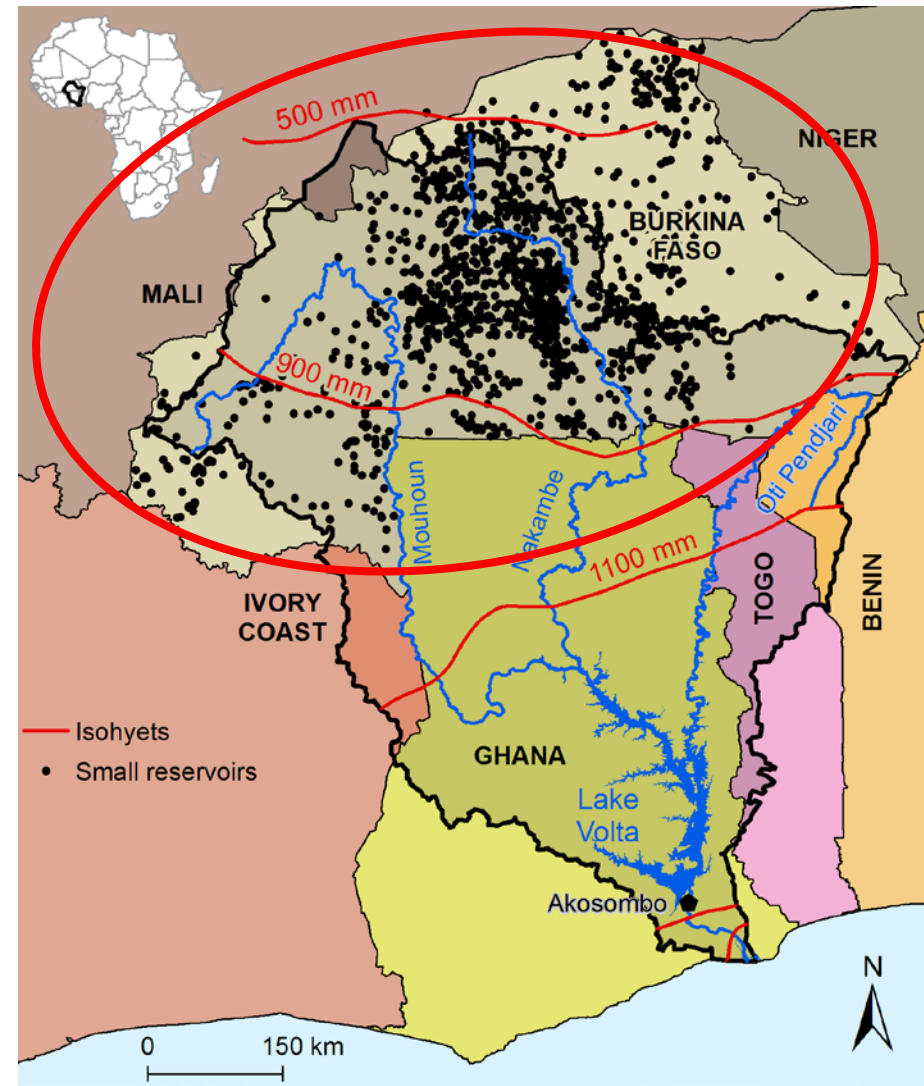 500 mm
NIGER
BURKINA
FASO
MALI
900 mm
Oti Pendjari
Mouhoun
Nakambe
1100 mm
IVORY
COAST
TOGO
BENIN
Isohyets
Small reservoirs
GHANA
Lake
Volta
Akosombo
N
0 150 km